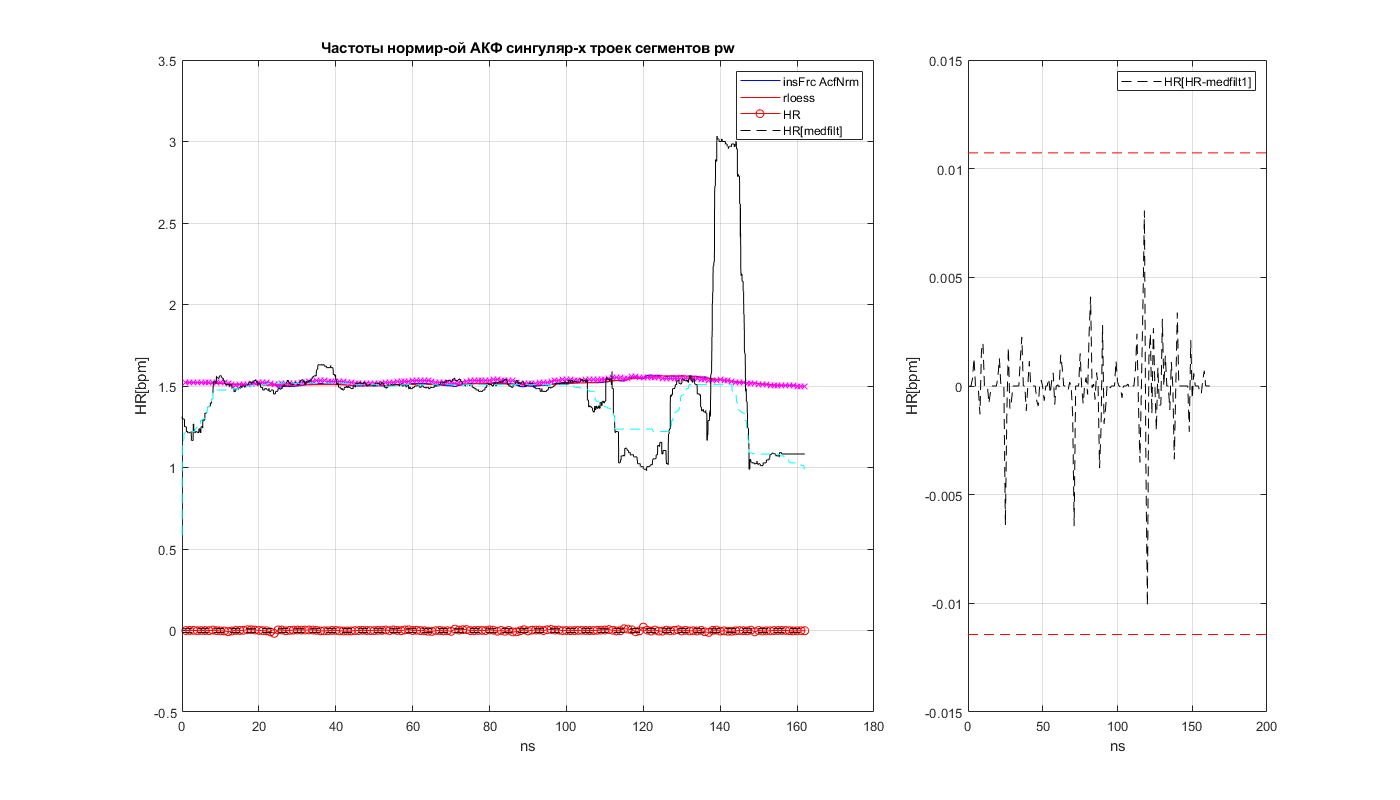 Частоты нормир-ой АКФ сингуляр-х троек сегментов pw
3.5
3
2.5
2
1.5
1
0.5
0
-0.5
HR[bpm]
0 20 40 60 80 100 120 140 160 180
ns
insFrc AcfNrm
rloess
HR
HR[medfilt]
0.015
0.01
0.005
0
-0.005
-0.01
-0.015
HR[bpm]
0 50 100 150 200
ns
HR[HR-medfilt1]